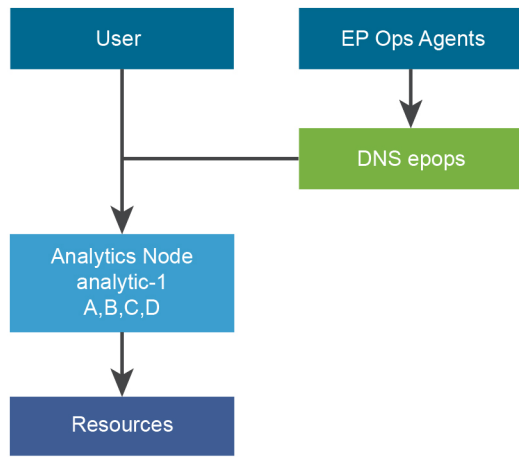 User
EP Ops Agents
DNS epops
Analytics Node
analytic-1
A,B,C,D
Resources